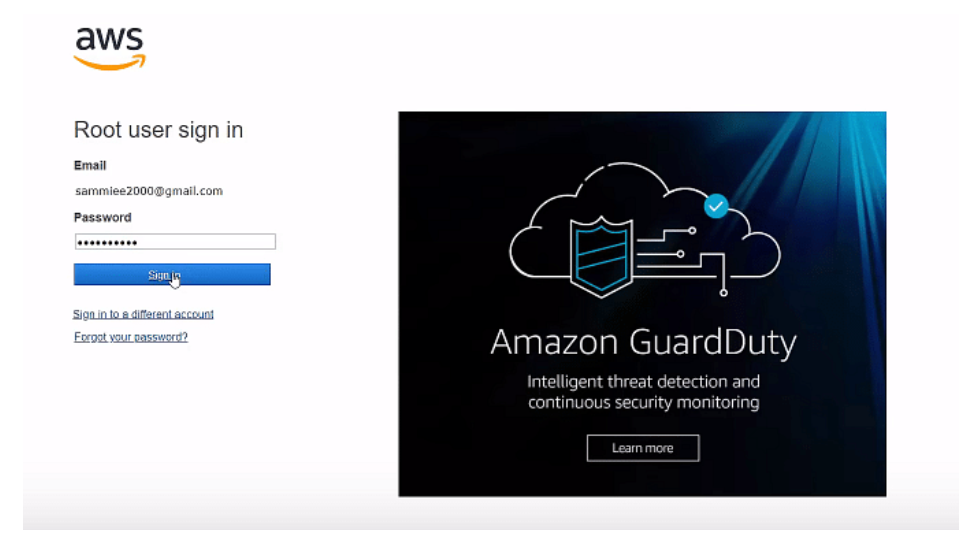 aws
Root user sign in
Email
sammiee2000@gmail.com
Password
••••••••••
Sign in
Sign in to a different account
Forgot your password?
Amazon GuardDuty
Intelligent threat detection and
continuous security monitoring
Learn more